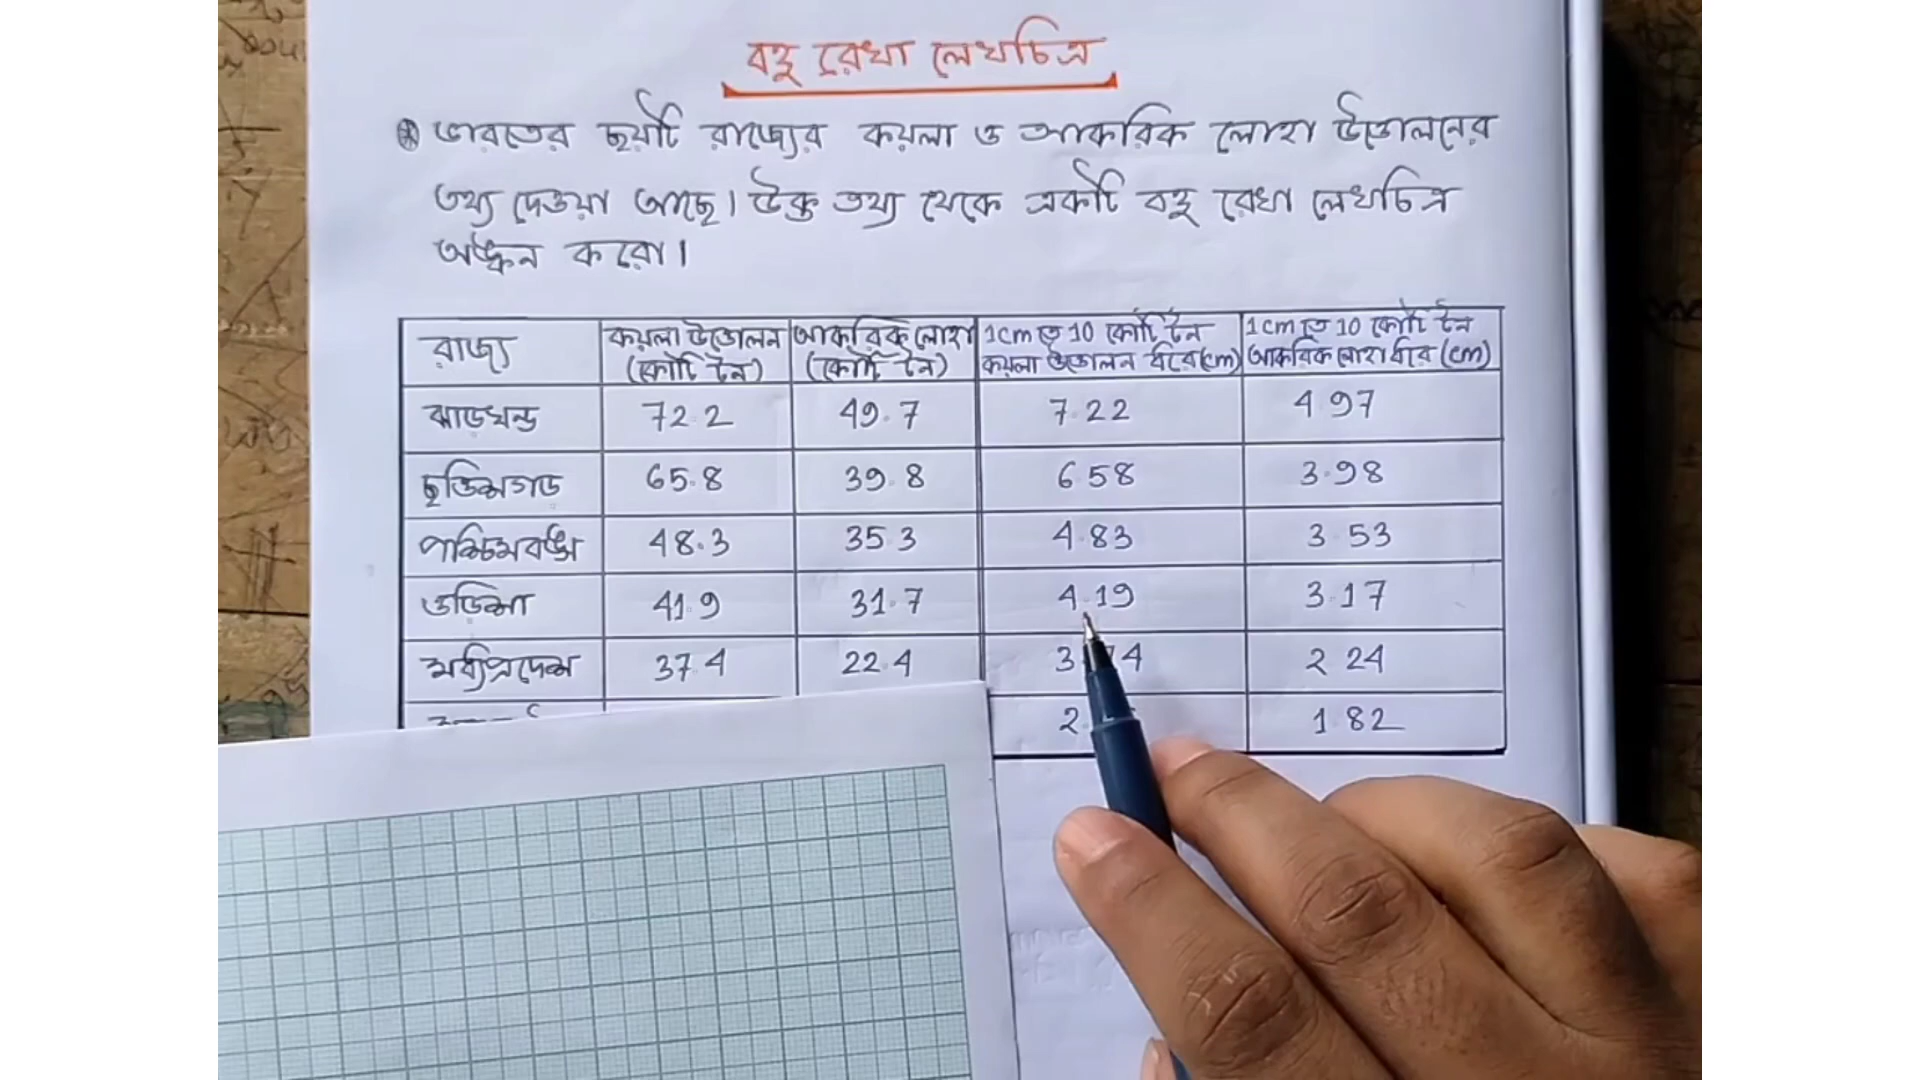 বহু রেখা লেখচিত্র
ভারতের ছয়টি রাজ্যের কয়লা ও আকরিক লোহা উত্তোলনের
তথ্য দেওয়া আছে। উক্ত তথ্য থেকে একটি বহু রেখা লেখচিত্র
অঙ্কন করো।
রাজ্য কয়লা উত্তোলন (কোটি টন) আকরিক লোহা (কোটি টন) 1cm তে 10 কোটি টন কয়লা উত্তোলন ধরে (cm) 1cm তে 10 কোটি টন আকরিক লোহা ধরে (cm)
ঝাড়খন্ড 72.2 49.7 7.22 4.97
ছত্তিশগড় 65.8 39.8 6.58 3.98
পশ্চিমবঙ্গ 48.3 35.3 4.83 3.53
ওড়িশা 41.9 31.7 4.19 3.17
মধ্যপ্রদেশ 37.4 22.4 2.24
1.82